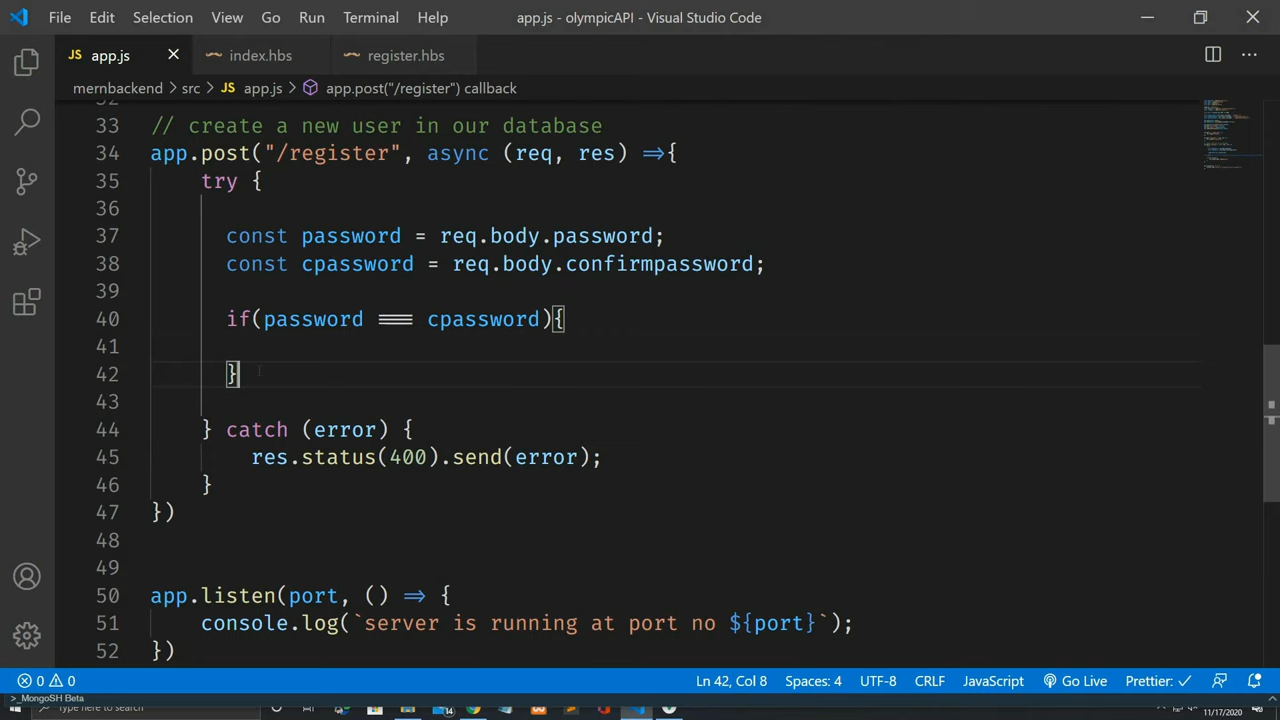 File Edit Selection View Go Run Terminal Help app.js - olympicAPI - Visual Studio Code
JS app.js index.hbs register.hbs
mernbackend > src > JS app.js > app.post("/register") callback
32
33 // create a new user in our database
34 app.post("/register", async (req, res) =>{
35 try {
36
37 const password = req.body.password;
38 const cpassword = req.body.confirmpassword;
39
40 if(password === cpassword){
41
42 }
43
44 } catch (error) {
45 res.status(400).send(error);
46 }
47 })
48
49
50 app.listen(port, () => {
51 console.log(`server is running at port no ${port}`);
52 })
0 0 Ln 42, Col 8 Spaces: 4 UTF-8 CRLF JavaScript Go Live Prettier: ✓
>_MongoSH Beta
Type here to search 14 11/17/2020